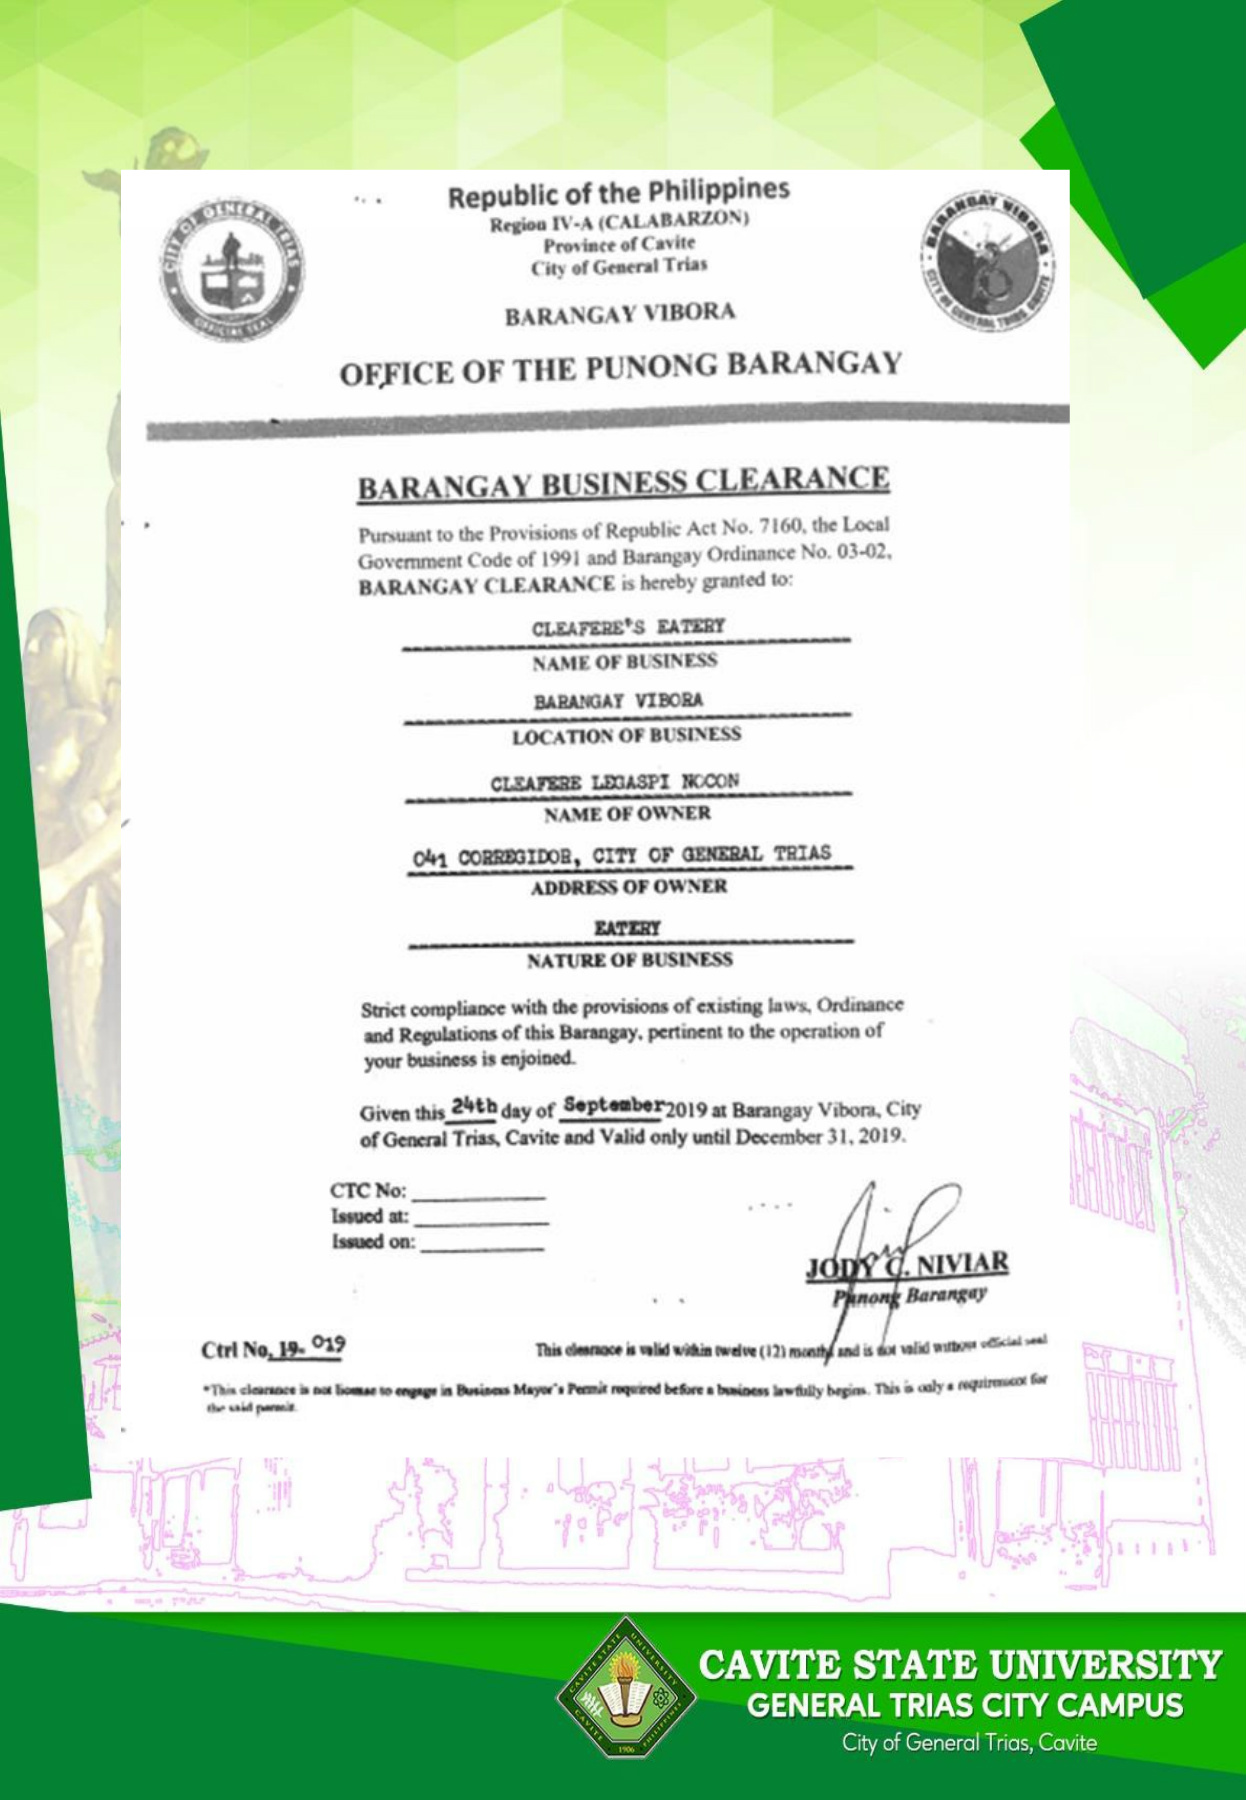 Republic of the Philippines
Region IV-A (CALABARZON)
Province of Cavite
City of General Trias
CITY OF GENERAL TRIAS
OFFICIAL SEAL
BARANGAY VIBORA
CITY OF GENERAL TRIAS CAVITE
BARANGAY VIBORA
OFFICE OF THE PUNONG BARANGAY
BARANGAY BUSINESS CLEARANCE
Pursuant to the Provisions of Republic Act No. 7160, the Local
Government Code of 1991 and Barangay Ordinance No. 03-02,
BARANGAY CLEARANCE is hereby granted to:
CLEAFERE'S EATERY
NAME OF BUSINESS
BARANGAY VIBORA
LOCATION OF BUSINESS
CLEAFERE LEGASPI NOCON
NAME OF OWNER
041 CORREGIDOR, CITY OF GENERAL TRIAS
ADDRESS OF OWNER
EATERY
NATURE OF BUSINESS
Strict compliance with the provisions of existing laws, Ordinance
and Regulations of this Barangay, pertinent to the operation of
your business is enjoined.
Given this 24th day of September 2019 at Barangay Vibora, City
of General Trias, Cavite and Valid only until December 31, 2019.
CTC No:
Issued at:
Issued on:
JODY C. NIVIAR
Punong Barangay
Ctrl No. 19- 019
This clearance is valid within twelve (12) months and is not valid without official seal
*This clearance is not license to engage in Business Mayor's Permit required before a business lawfully begins. This is only a requirement for
the said permit.
CAVITE STATE UNIVERSITY
CAVITE PHILIPPINES
1906
CAVITE STATE UNIVERSITY
GENERAL TRIAS CITY CAMPUS
City of General Trias, Cavite